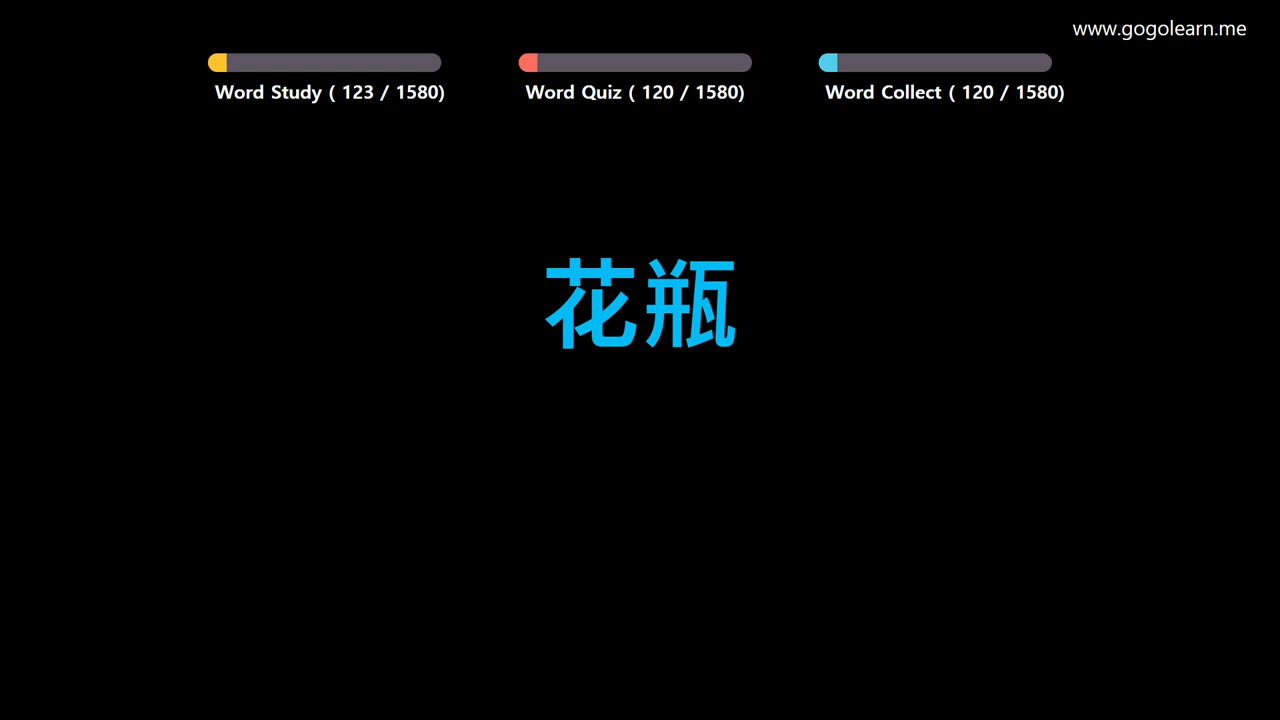 www.gogolearn.me
Word Study ( 123 / 1580)
Word Quiz ( 120 / 1580)
Word Collect ( 120 / 1580)
花瓶